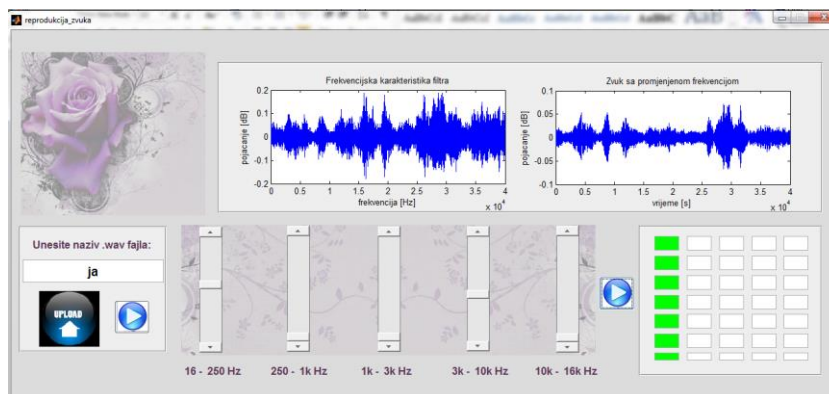 reprodukcija_zvuka
Frekvencijska karakteristika filtra
pojacanje [dB]
0.2
0.1
0
-0.1
-0.2
0 0.5 1 1.5 2 2.5 3 3.5 4
frekvencija [Hz]
x 10^4
Zvuk sa promjenjenom frekvencijom
pojacanje [dB]
0.1
0.05
0
-0.05
-0.1
0 0.5 1 1.5 2 2.5 3 3.5 4
vrijeme [s]
x 10^4
Unesite naziv .wav fajla:
ja
UPLOAD
16 - 250 Hz 250 - 1k Hz 1k - 3k Hz 3k - 10k Hz 10k - 16k Hz